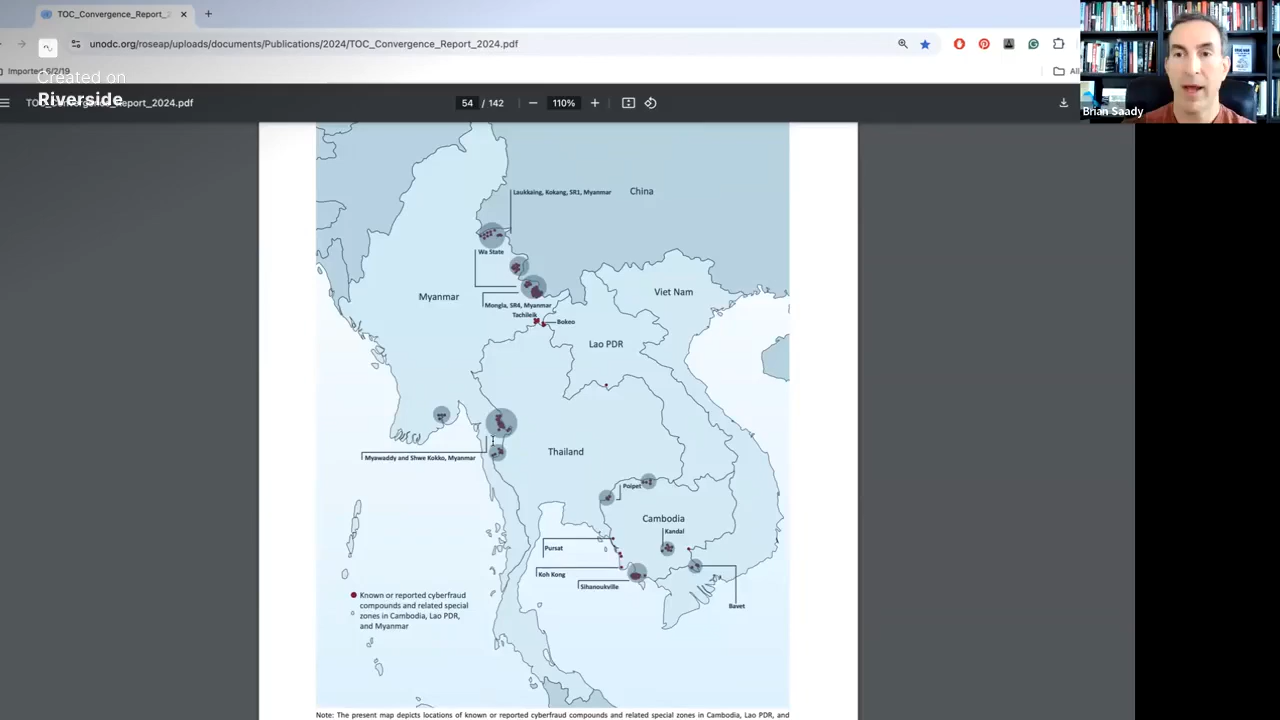 TOC_Convergence_Report_2
unodc.org/roseap/uploads/documents/Publications/2024/TOC_Convergence_Report_2024.pdf
Imported 6/2/19
Created on
Riverside
TOC_Convergence_Report_2024.pdf
54 / 142
110%
Brian Saady
China
Laukkaing, Kokang, SR1, Myanmar
Wa State
Myanmar
Viet Nam
Mongla, SR4, Myanmar
Tachileik
Bokeo
Lao PDR
Thailand
Myawaddy and Shwe Kokko, Myanmar
Poipet
Cambodia
Kandal
Pursat
Koh Kong
Sihanoukville
Bavet
Known or reported cyberfraud
compounds and related special
zones in Cambodia, Lao PDR,
and Myanmar
Note: The present map depicts locations of known or reported cyberfraud compounds and related special zones in Cambodia, Lao PDR, and